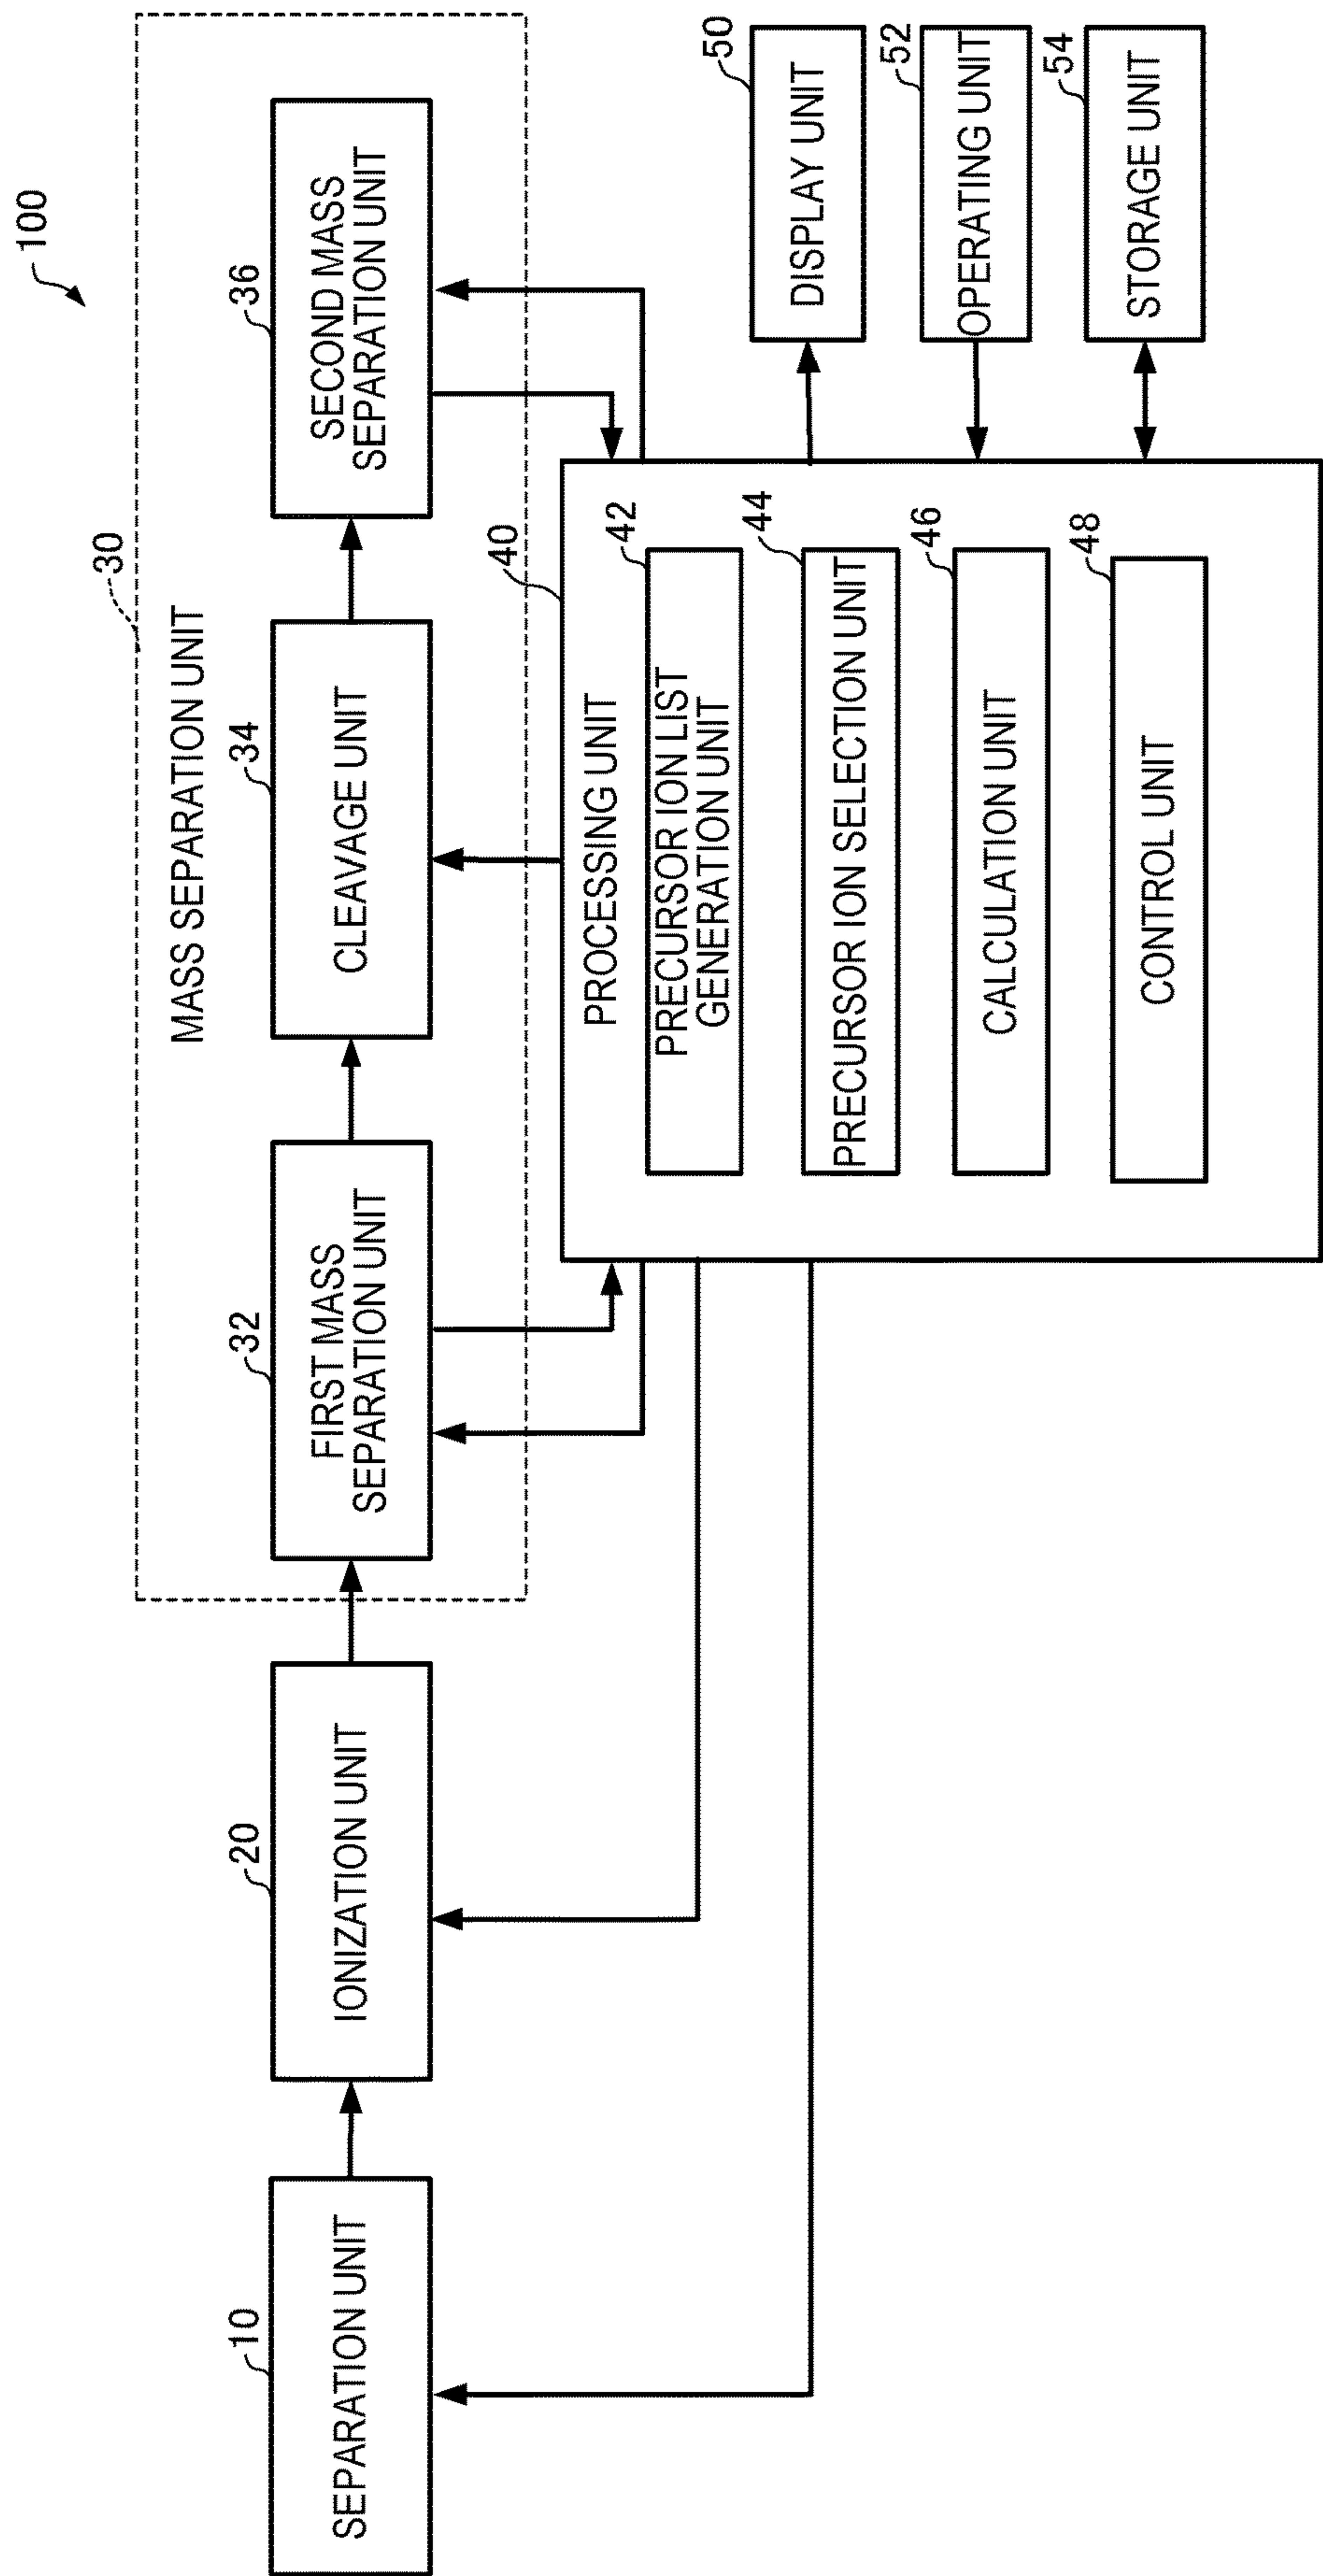 100
30
MASS SEPARATION UNIT
10
SEPARATION UNIT
20
IONIZATION UNIT
32
FIRST MASS
SEPARATION UNIT
34
CLEAVAGE UNIT
36
SECOND MASS
SEPARATION UNIT
40
PROCESSING UNIT
42
PRECURSOR ION LIST
GENERATION UNIT
44
PRECURSOR ION SELECTION UNIT
46
CALCULATION UNIT
48
CONTROL UNIT
50
DISPLAY UNIT
52
OPERATING UNIT
54
STORAGE UNIT